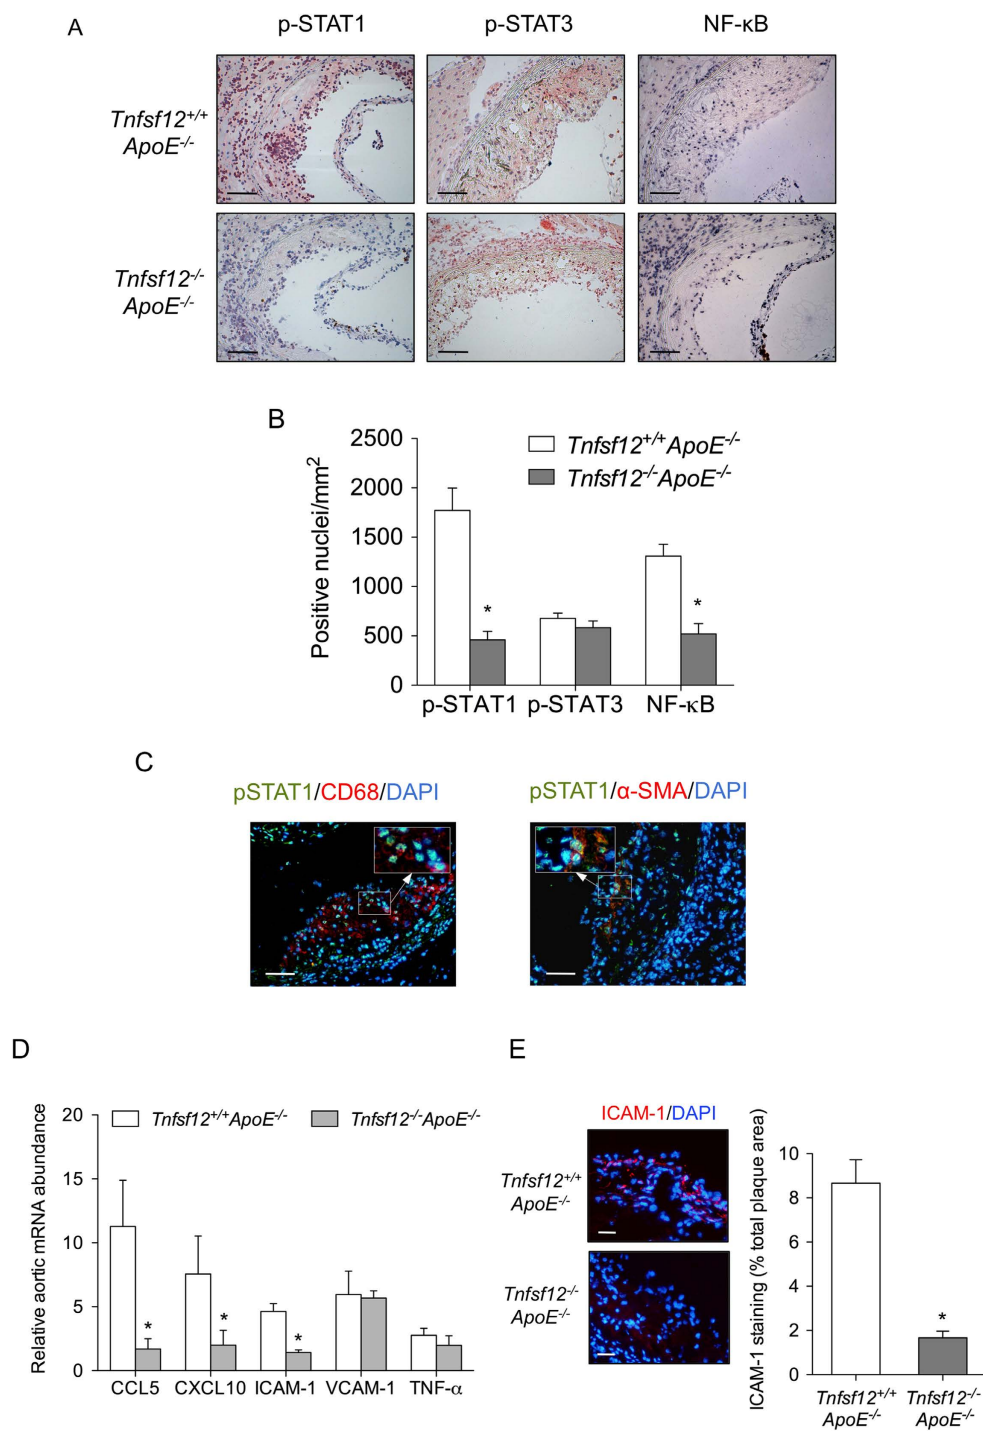 A
p-STAT1 p-STAT3 NF-κB
Tnfsf12+/+
ApoE-/-
Tnfsf12-/-
ApoE-/-
B
Positive nuclei/mm2
2500
2000
1500
1000
500
0
Tnfsf12+/+ApoE-/-
Tnfsf12-/-ApoE-/-
*
*
p-STAT1 p-STAT3 NF-κB
C
pSTAT1/CD68/DAPI
pSTAT1/α-SMA/DAPI
D
Relative aortic mRNA abundance
20
15
10
5
0
Tnfsf12+/+ApoE-/- Tnfsf12-/-ApoE-/-
*
*
*
CCL5 CXCL10 ICAM-1 VCAM-1 TNF-α
E
ICAM-1/DAPI
Tnfsf12+/+
ApoE-/-
Tnfsf12-/-
ApoE-/-
ICAM-1 staining (% total plaque area)
10
8
6
4
2
0
*
Tnfsf12+/+
ApoE-/-
Tnfsf12-/-
ApoE-/-